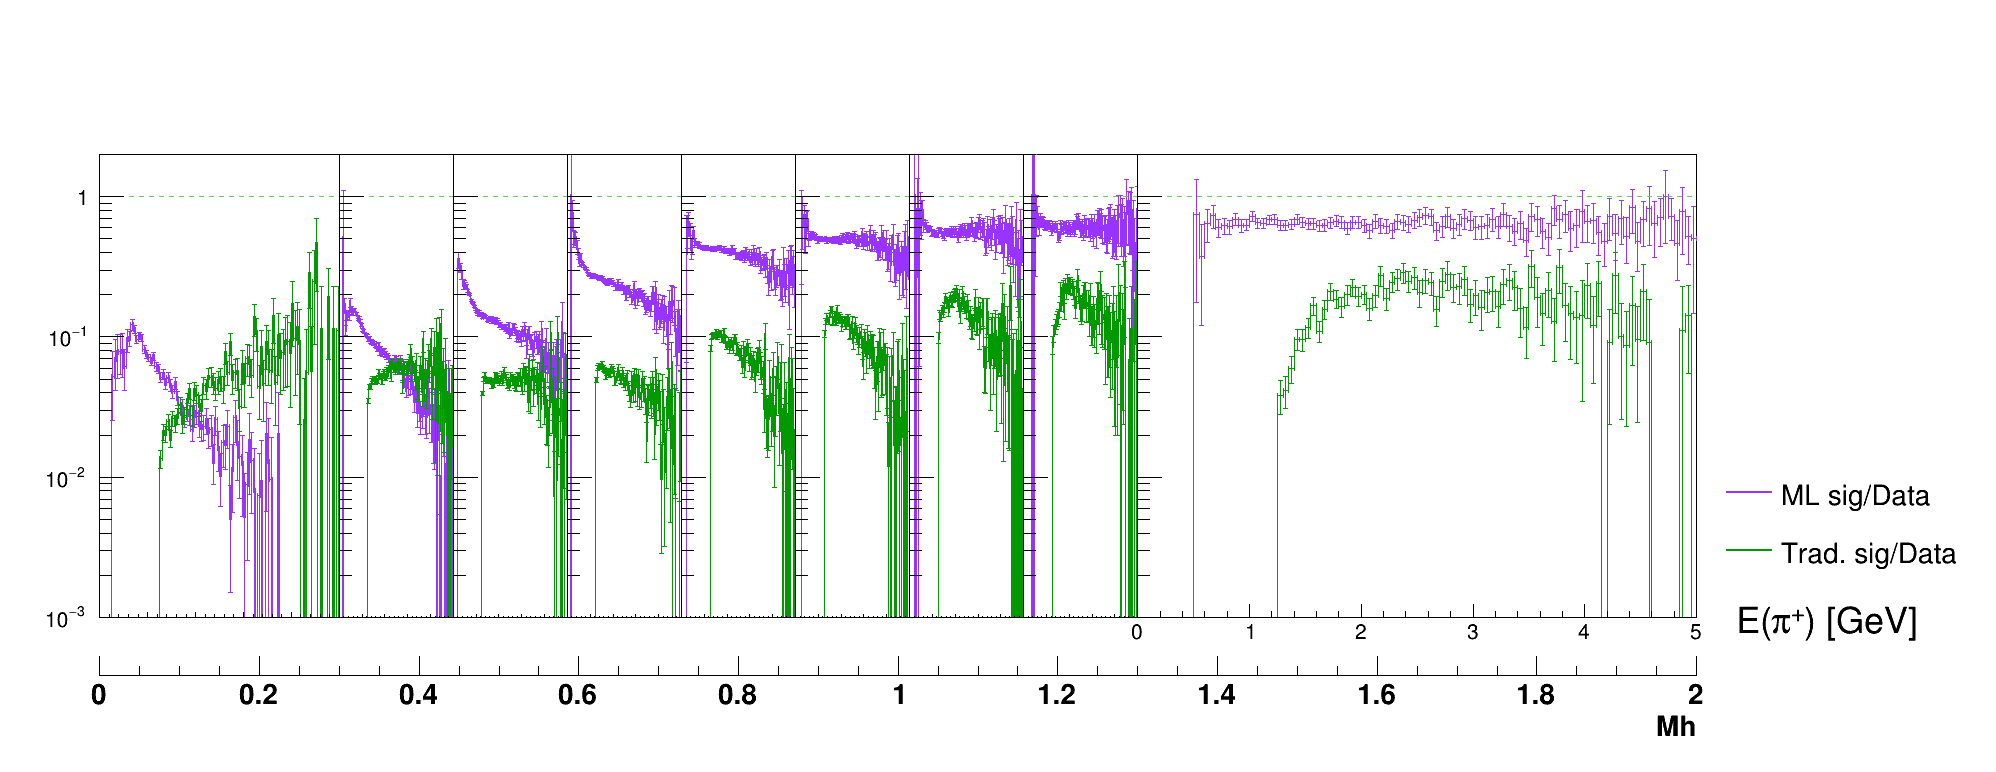 1
10−1
10−2
10−3
ML sig/Data
Trad. sig/Data
0 1 2 3 4 5
E(π+) [GeV]
0 0.2 0.4 0.6 0.8 1 1.2 1.4 1.6 1.8 2
Mh